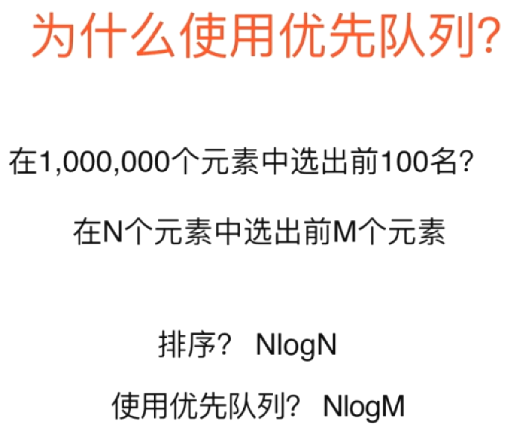 为什么使用优先队列?
在1,000,000个元素中选出前100名?
在N个元素中选出前M个元素
排序? NlogN
使用优先队列? NlogM